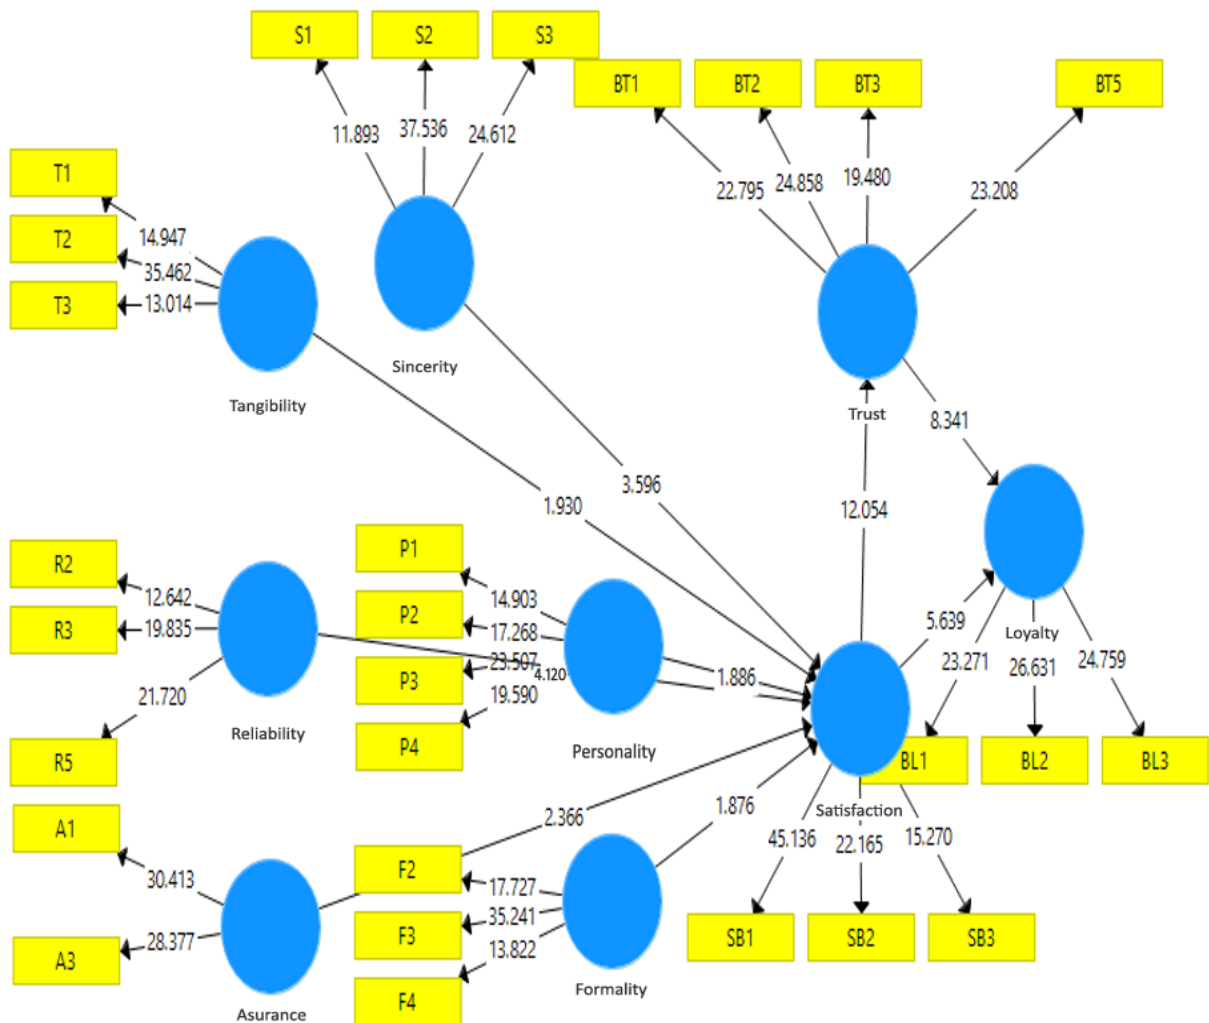 S1
S2
S3
BT1
BT2
BT3
BT5
11.893
37.536
24.612
T1
T2
T3
14.947
35.462
13.014
22.795
24.858
19.480
23.208
Sincerity
Tangibility
Trust
8.341
3.596
1.930
12.054
R2
R3
R5
12.642
19.835
21.720
Reliability
P1
P2
P3
P4
14.903
17.268
23.507
19.590
4.120
Personality
1.886
5.639
Loyalty
23.271
26.631
24.759
BL1
BL2
BL3
Satisfaction
A1
A3
30.413
28.377
Asurance
2.366
1.876
F2
F3
F4
17.727
35.241
13.822
Formality
45.136
22.165
15.270
SB1
SB2
SB3